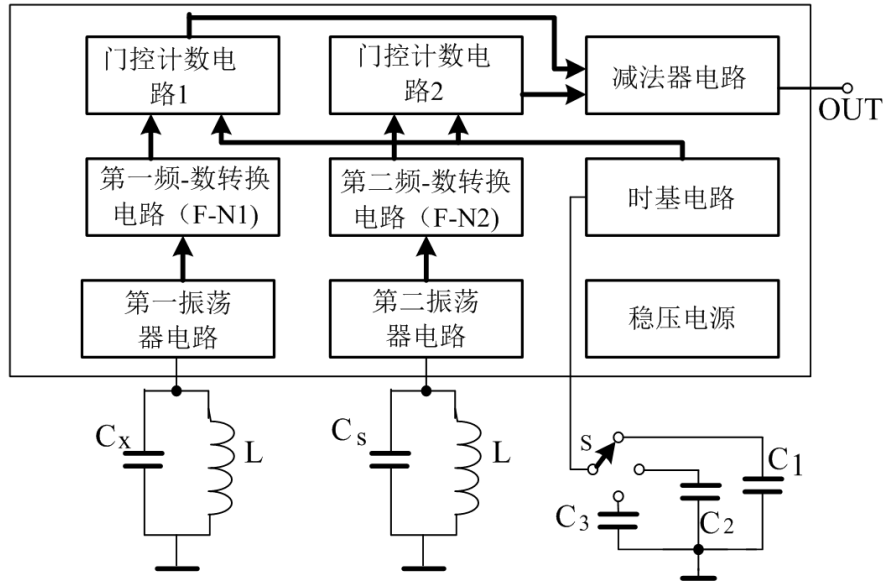 门控计数电
路1
门控计数电
路2
减法器电路
OUT
第一频-数转换
电路（F-N1)
第二频-数转换
电路（F-N2)
时基电路
第一振荡
器电路
第二振荡
器电路
稳压电源
Cx
L
Cs
L
S
C1
C2
C3